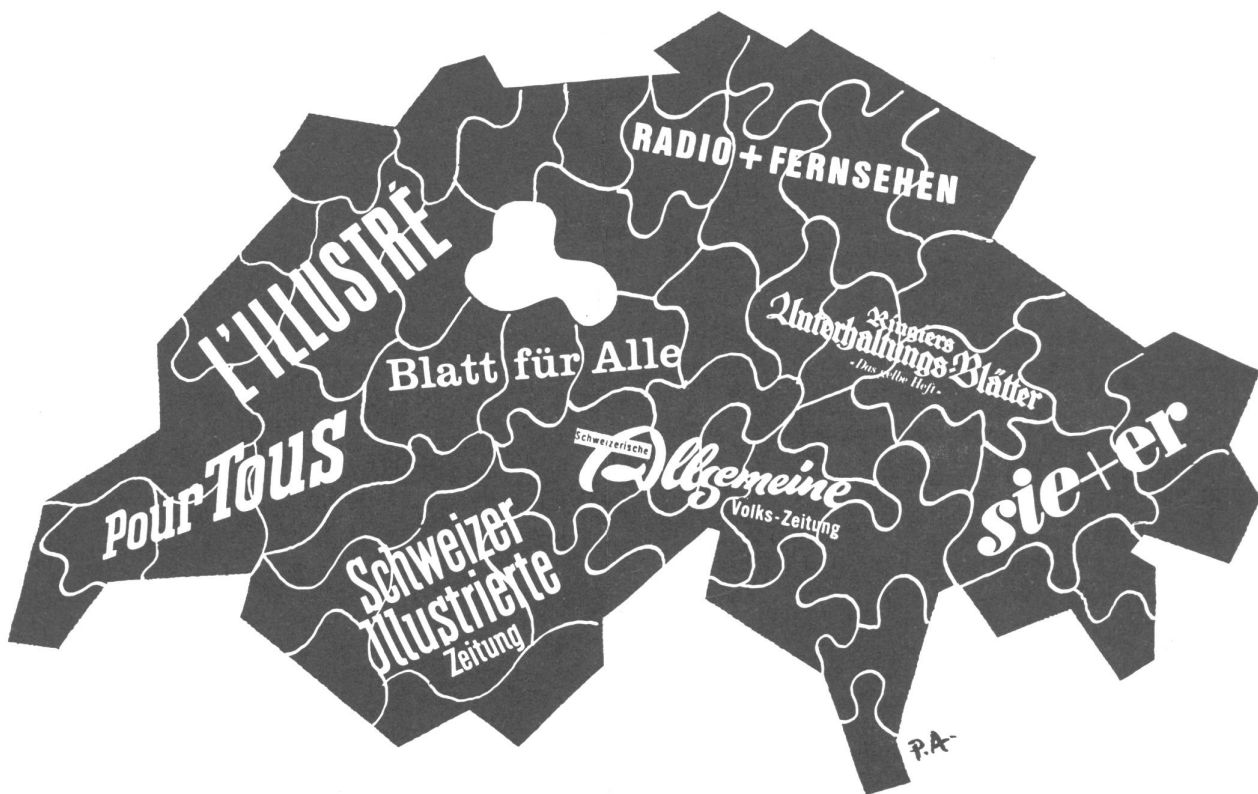 RADIO + FERNSEHEN
L'ILLUSTRÉ
Ringiers
Unterhaltungs-Blätter
-Das gelbe Heft-
Blatt für Alle
sie+er
Pour Tous
Schweizerische
Allgemeine
Volks-Zeitung
Schweizer
Illustrierte
Zeitung
P.A-